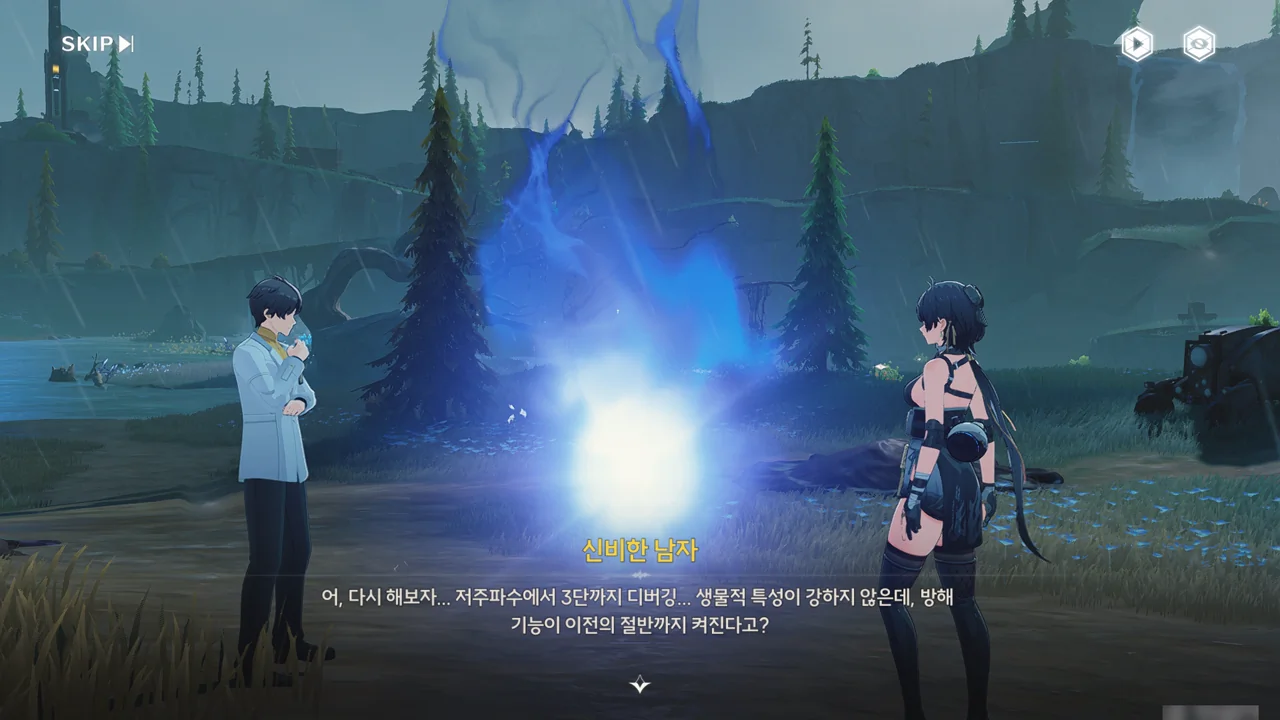 SKIP
신비한 남자
어, 다시 해보자... 저주파수에서 3단까지 디버깅... 생물적 특성이 강하지 않은데, 방해
기능이 이전의 절반까지 켜진다고?